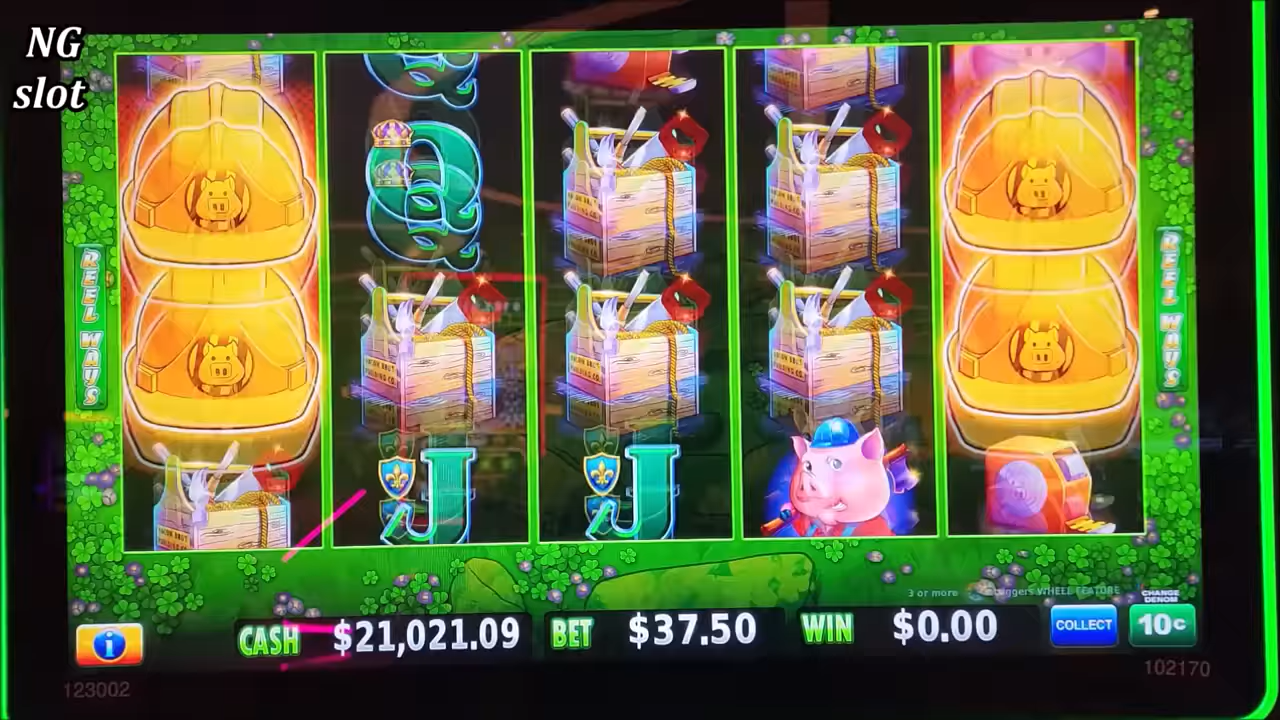 NG
slot
REEL WAYS
REEL WAYS
Q
J
J
3 or more
WHEEL FEATURE
CHANGE
DENOM
CASH $21,021.09 BET $37.50 WIN $0.00 COLLECT 10¢
123002
102170